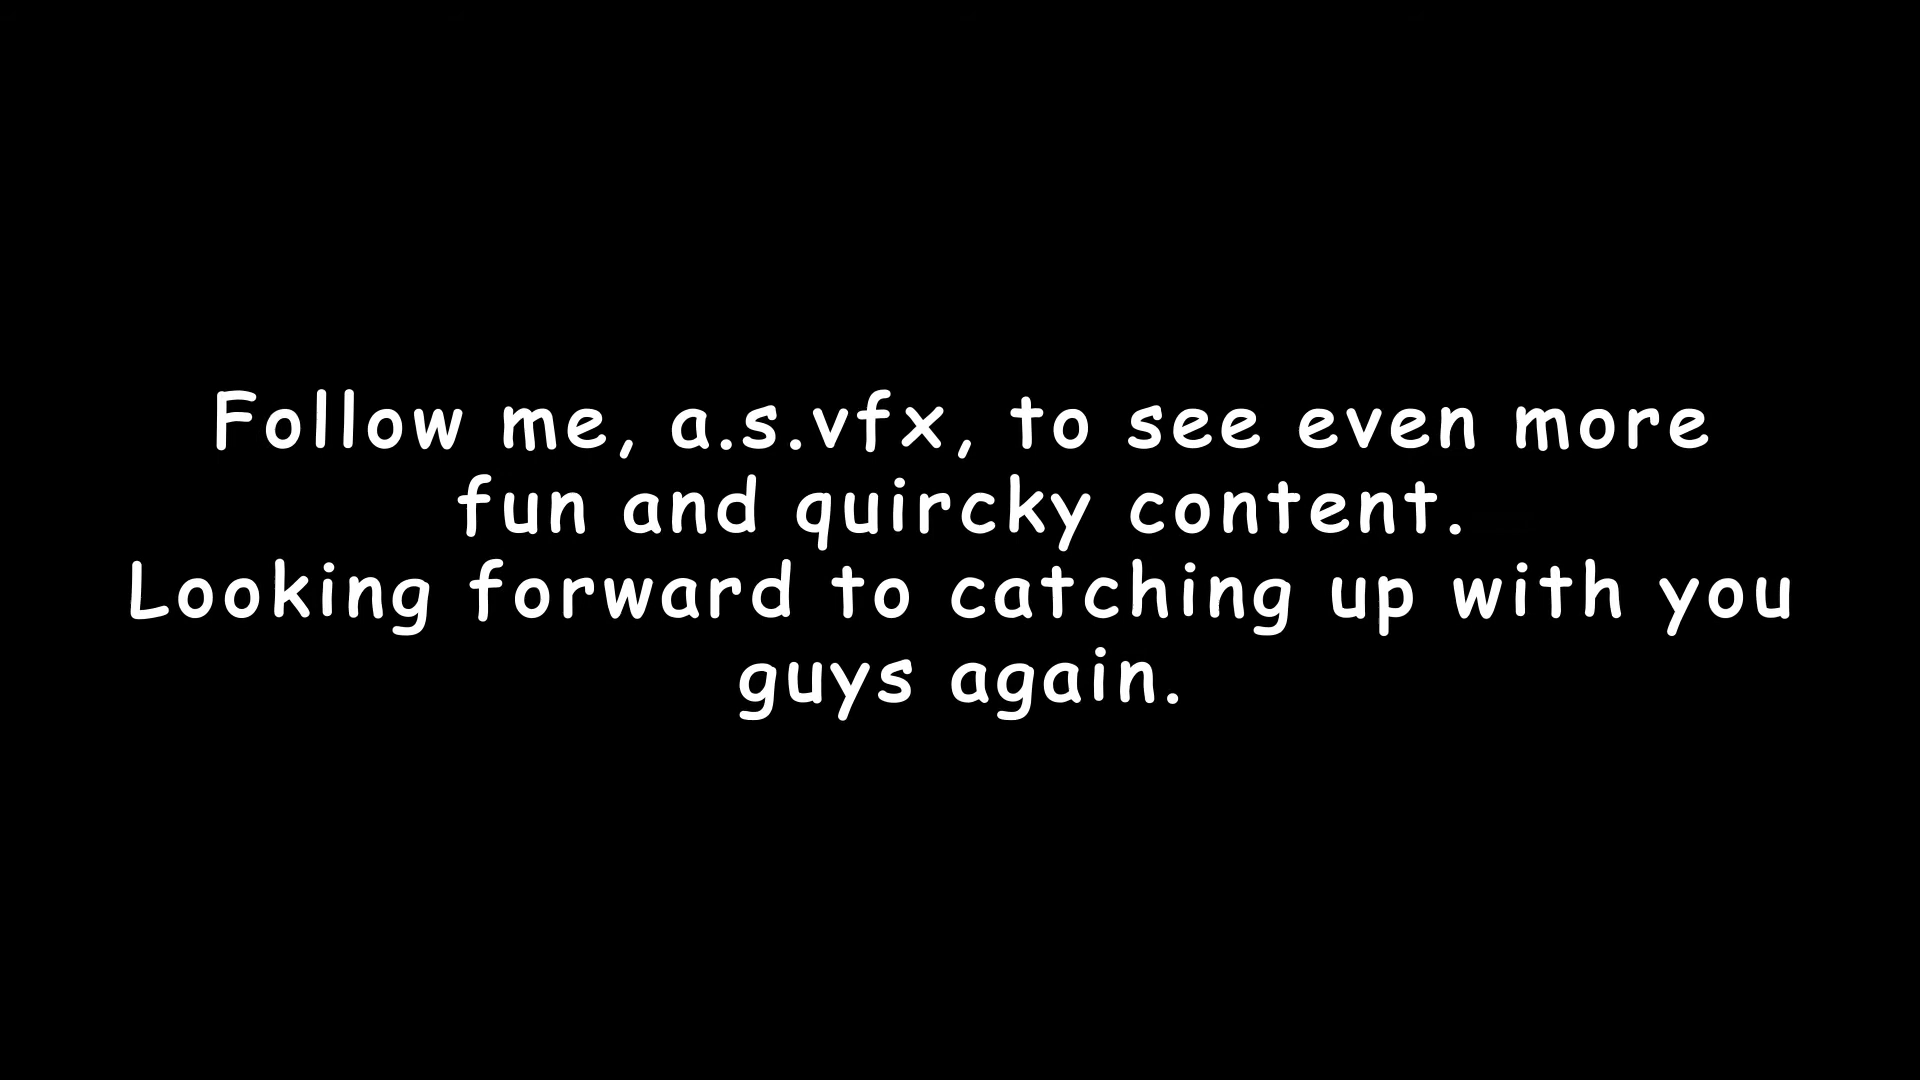 Follow me, a.s.vfx, to see even more
fun and quircky content.
Looking forward to catching up with you
guys again.